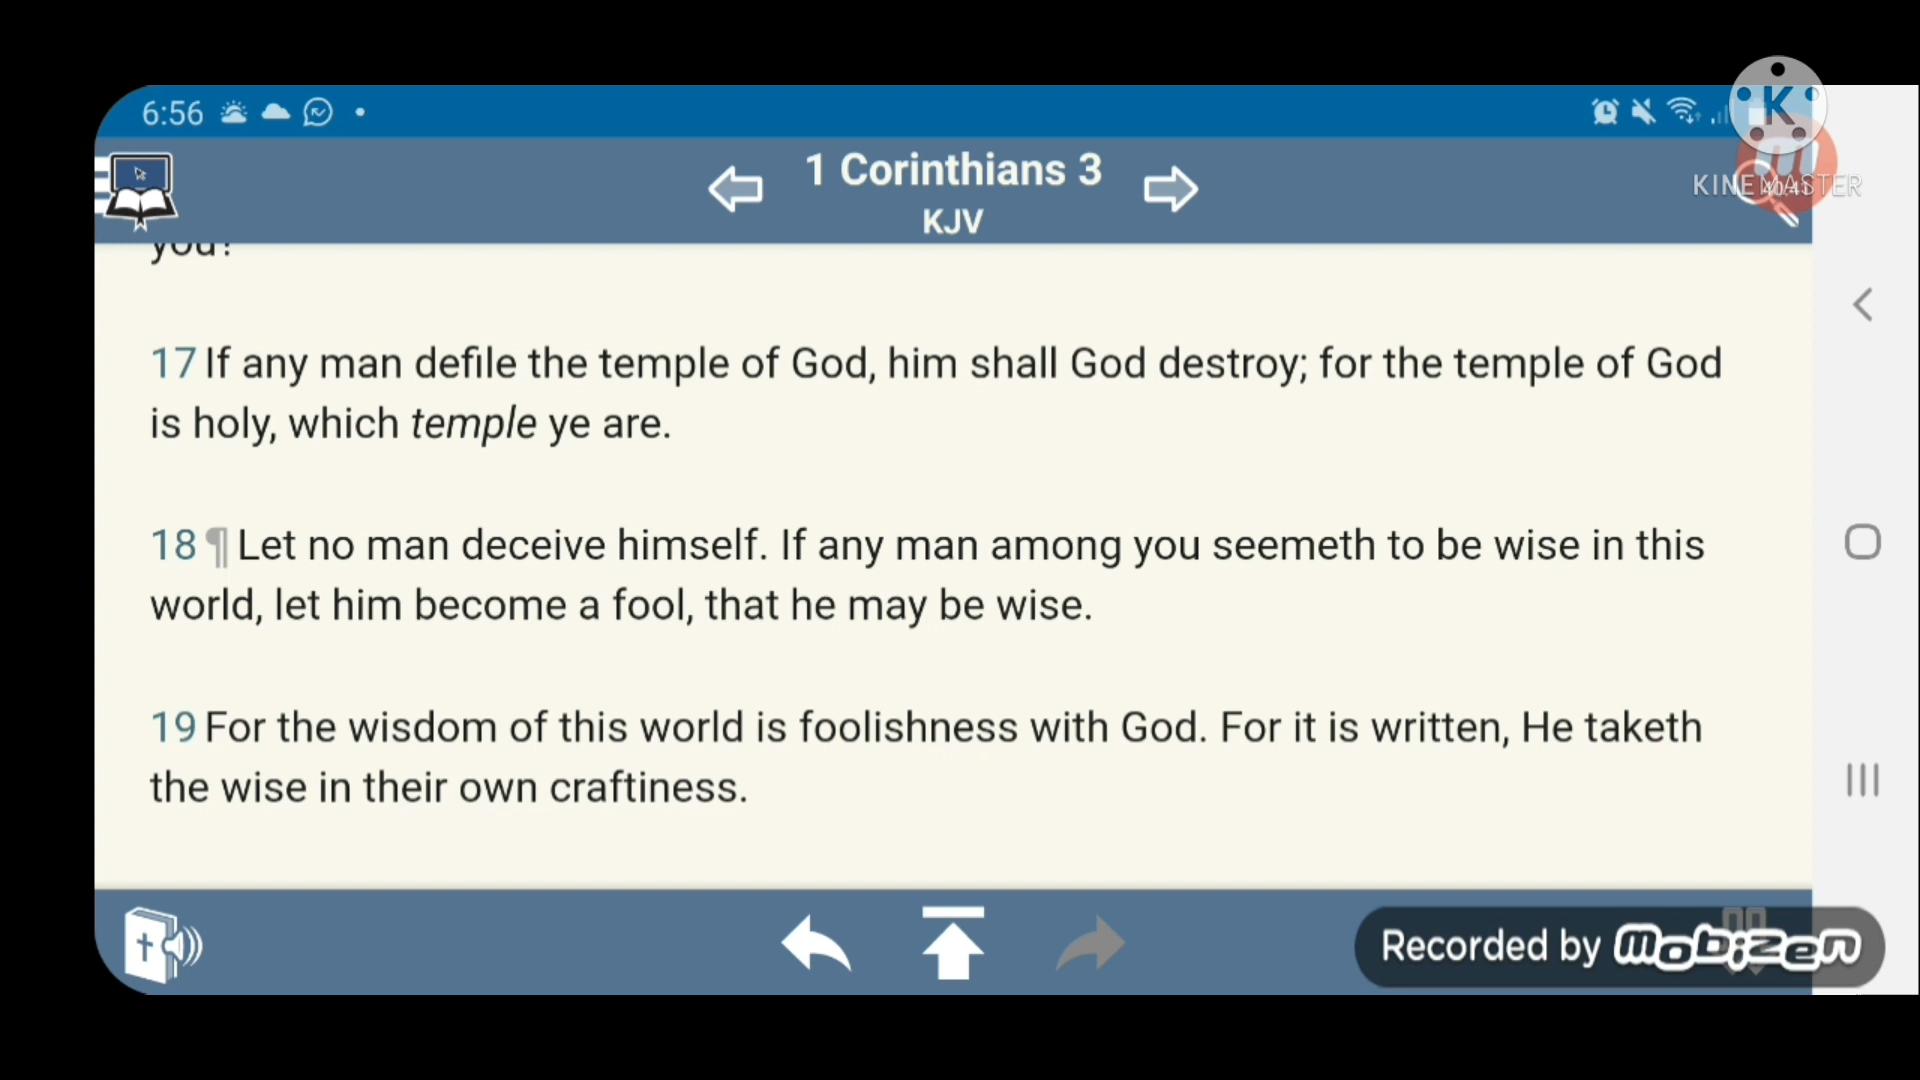 6:56
1 Corinthians 3
KJV
KINEMASTER
you?
17 If any man defile the temple of God, him shall God destroy; for the temple of God
is holy, which temple ye are.
18 ¶ Let no man deceive himself. If any man among you seemeth to be wise in this
world, let him become a fool, that he may be wise.
19 For the wisdom of this world is foolishness with God. For it is written, He taketh
the wise in their own craftiness.
Recorded by mobizen